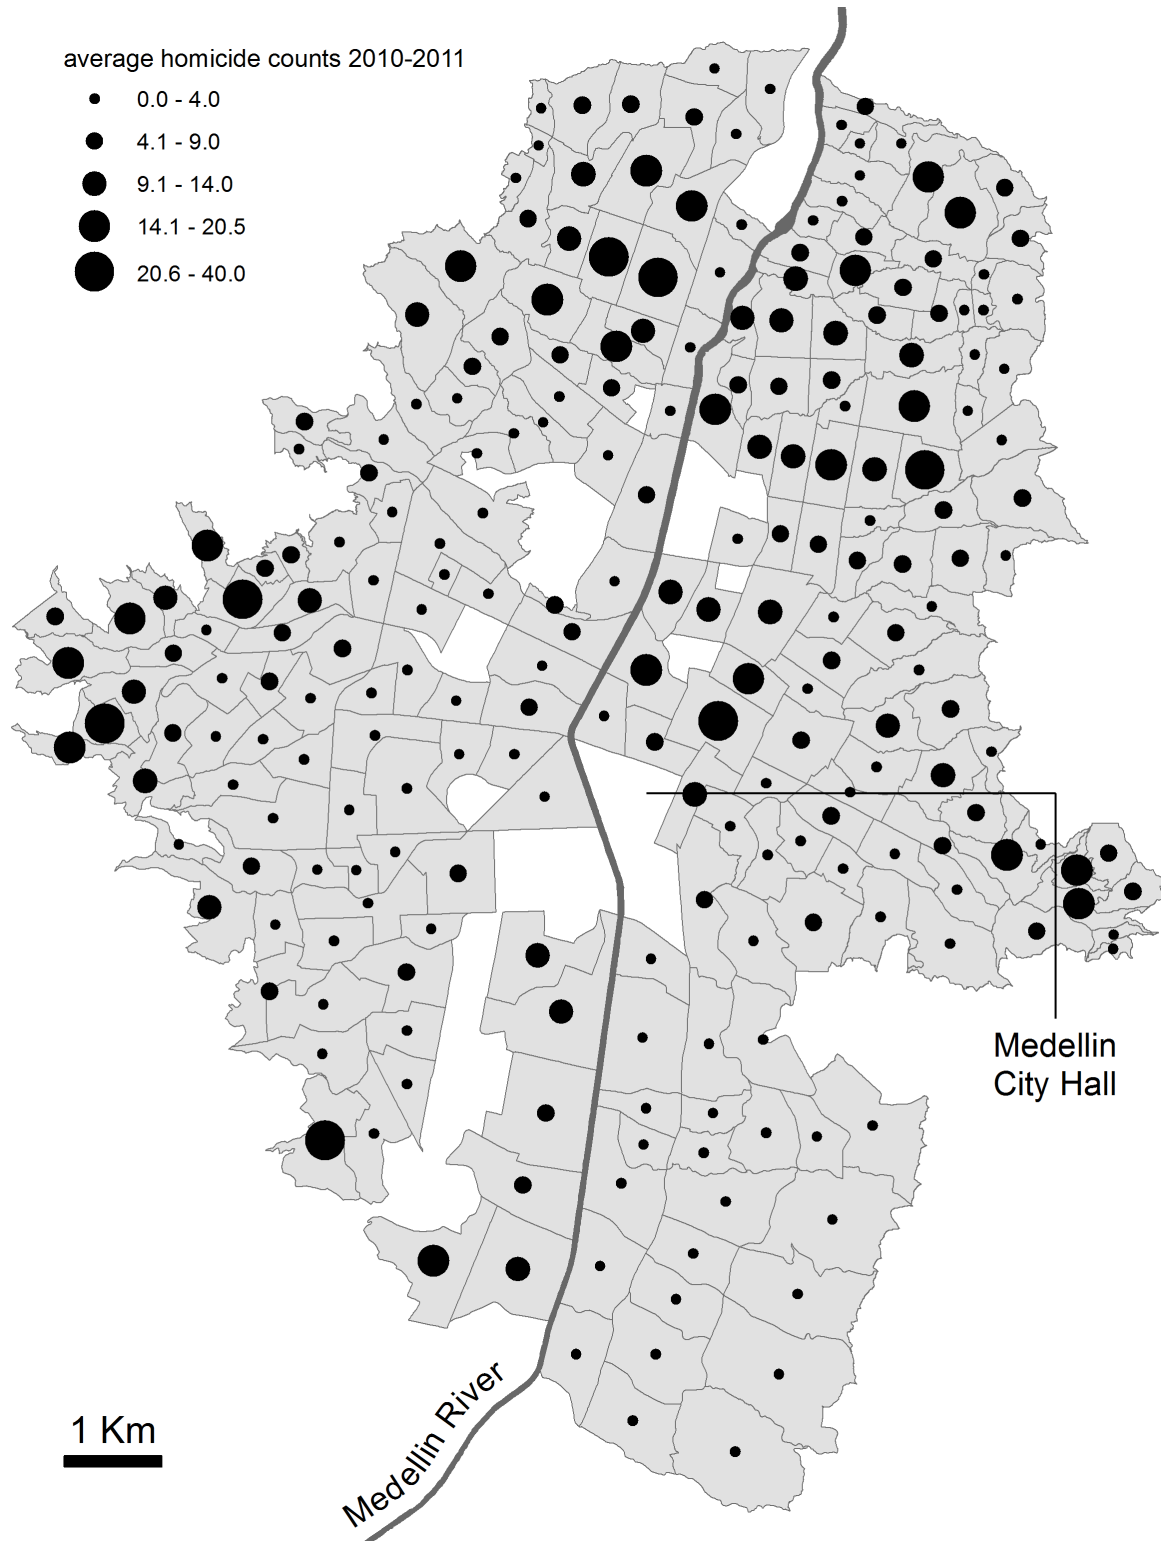 average homicide counts 2010-2011
0.0 - 4.0
4.1 - 9.0
9.1 - 14.0
14.1 - 20.5
20.6 - 40.0
Medellin
City Hall
Medellin River
1 Km